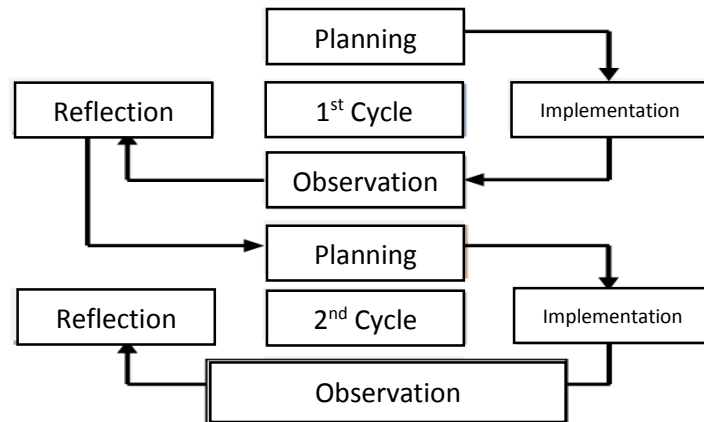 Planning
Reflection
1st Cycle
Implementation
Observation
Planning
Reflection
2nd Cycle
Implementation
Observation